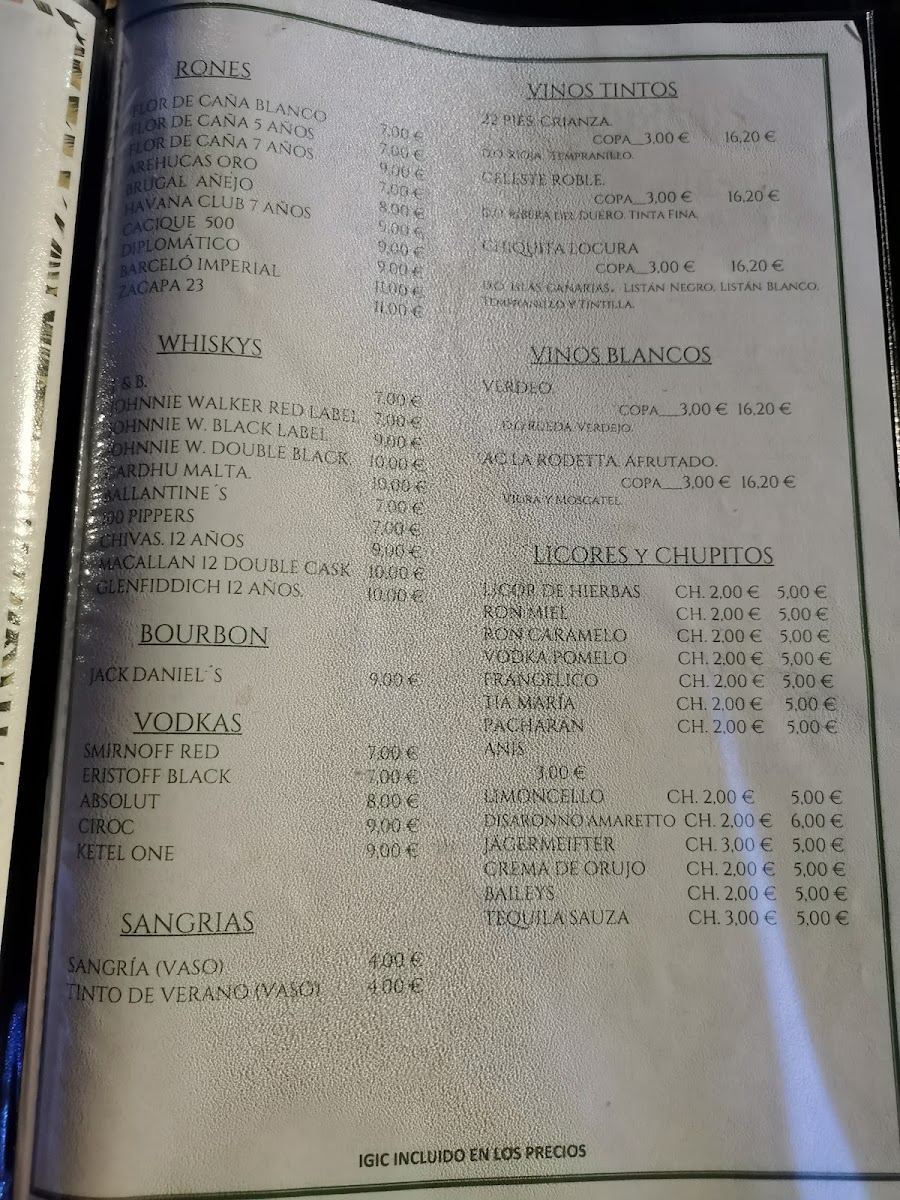 RONES
FLOR DE CAÑA BLANCO 7,00 €
FLOR DE CAÑA 5 AÑOS 7,00 €
FLOR DE CAÑA 7 AÑOS 9,00 €
AREHUCAS ORO 7,00 €
BRUGAL AÑEJO 8,00 €
HAVANA CLUB 7 AÑOS 9,00 €
CACIQUE 500 9,00 €
DIPLOMÁTICO 9,00 €
BARCELÓ IMPERIAL 11,00 €
ZACAPA 23 11,00 €
WHISKYS
J & B. 7,00 €
JOHNNIE WALKER RED LABEL 7,00 €
JOHNNIE W. BLACK LABEL 9,00 €
JOHNNIE W. DOUBLE BLACK 10,00 €
CARDHU MALTA. 10,00 €
BALLANTINE´S 7,00 €
100 PIPPERS 7,00 €
CHIVAS. 12 AÑOS 9,00 €
MACALLAN 12 DOUBLE CASK 10,00 €
GLENFIDDICH 12 AÑOS. 10,00 €
BOURBON
JACK DANIEL´S 9,00 €
VODKAS
SMIRNOFF RED 7,00 €
ERISTOFF BLACK 7,00 €
ABSOLUT 8,00 €
CIROC 9,00 €
KETEL ONE 9,00 €
SANGRIAS
SANGRÍA (VASO) 4,00 €
TINTO DE VERANO (VASO) 4,00 €
VINOS TINTOS
22 PIES. CRIANZA.
COPA__3,00 € 16,20 €
D.O. RIOJA. TEMPRANILLO.
CELESTE ROBLE.
COPA__3,00 € 16,20 €
D.O. RIBERA DEL DUERO. TINTA FINA.
CHIQUITA LOCURA
COPA__3,00 € 16,20 €
D.O. ISLAS CANARIAS. LISTÁN NEGRO, LISTÁN BLANCO,
TEMPRANILLO Y TINTILLA.
VINOS BLANCOS
VERDEO.
COPA__3,00 € 16,20 €
D.O RUEDA. VERDEJO.
AC LA RODETTA. AFRUTADO.
COPA__3,00 € 16,20 €
VIURA Y MOSCATEL.
LICORES Y CHUPITOS
LICOR DE HIERBAS CH. 2,00 € 5,00 €
RON MIEL CH. 2,00 € 5,00 €
RON CARAMELO CH. 2,00 € 5,00 €
VODKA POMELO CH. 2,00 € 5,00 €
FRANGELICO CH. 2,00 € 5,00 €
TIA MARÍA CH. 2,00 € 5,00 €
PACHARÁN CH. 2,00 € 5,00 €
ANÍS
3,00 €
LIMONCELLO CH. 2,00 € 5,00 €
DISARONNO AMARETTO CH. 2,00 € 6,00 €
JÄGERMEIFTER CH. 3,00 € 5,00 €
CREMA DE ORUJO CH. 2,00 € 5,00 €
BAILEYS CH. 2,00 € 5,00 €
TEQUILA SAUZA CH. 3,00 € 5,00 €
IGIC INCLUIDO EN LOS PRECIOS